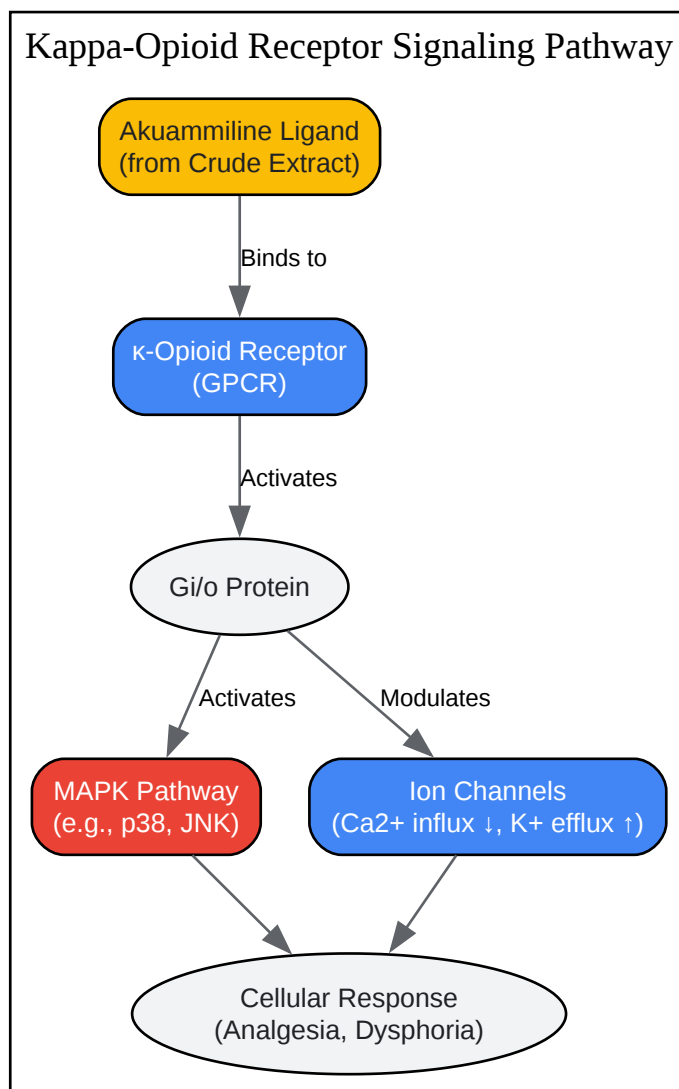 Kappa-Opioid Receptor Signaling Pathway
Akuammiline Ligand
(from Crude Extract)
Binds to
κ-Opioid Receptor
(GPCR)
Activates
Gi/o Protein
Activates
Modulates
MAPK Pathway
(e.g., p38, JNK)
Ion Channels
(Ca2+ influx ↓, K+ efflux ↑)
Cellular Response
(Analgesia, Dysphoria)